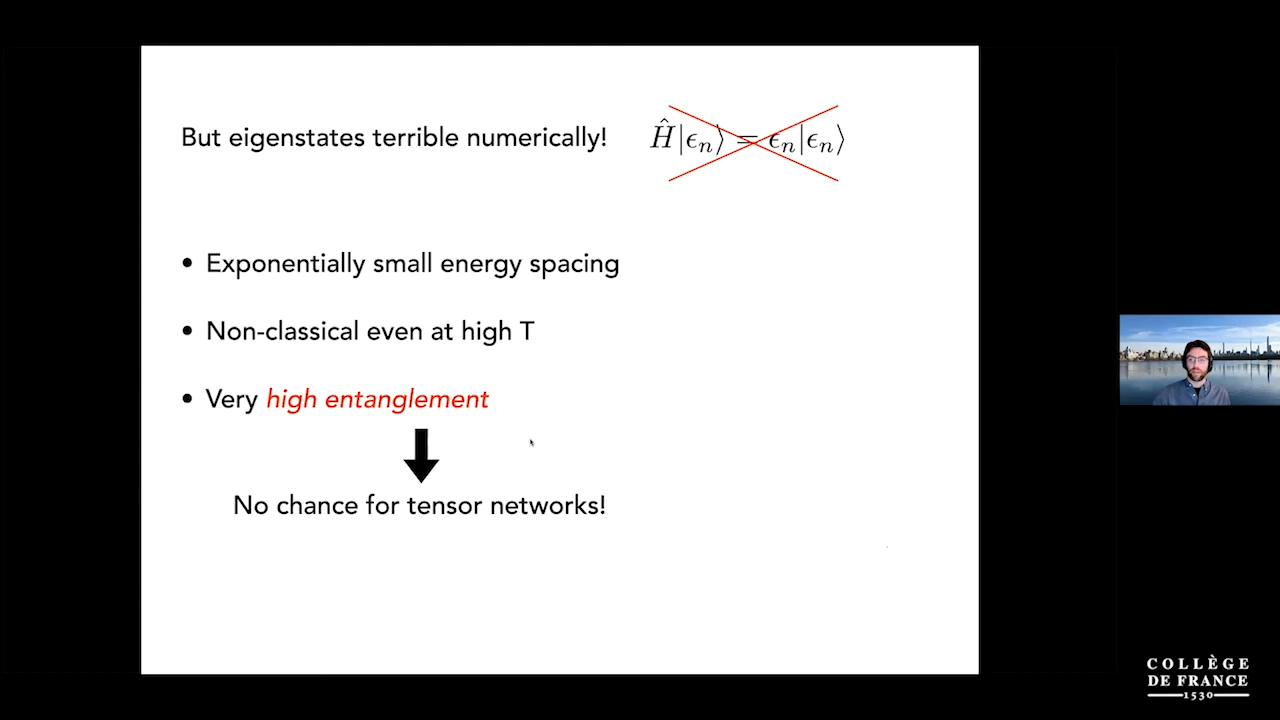 But eigenstates terrible numerically!
Ĥ|ϵₙ⟩ = ϵₙ|ϵₙ⟩
• Exponentially small energy spacing
• Non-classical even at high T
• Very high entanglement
No chance for tensor networks!
COLLÈGE
DE FRANCE
1530